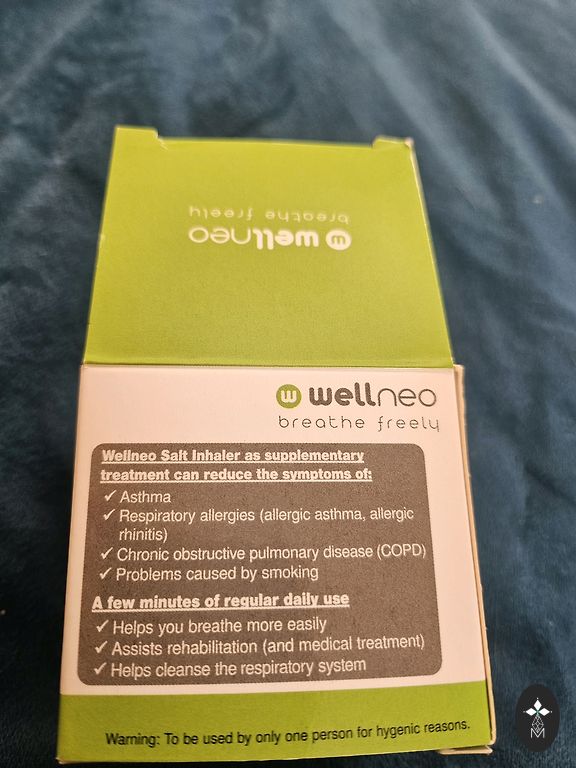 breathe freely
wellneo
wellneo
breathe freely
Wellneo Salt Inhaler as supplementary
treatment can reduce the symptoms of:
✓ Asthma
✓ Respiratory allergies (allergic asthma, allergic
rhinitis)
✓ Chronic obstructive pulmonary disease (COPD)
✓ Problems caused by smoking
A few minutes of regular daily use
✓ Helps you breathe more easily
✓ Assists rehabilitation (and medical treatment)
✓ Helps cleanse the respiratory system
Warning: To be used by only one person for hygenic reasons.
M